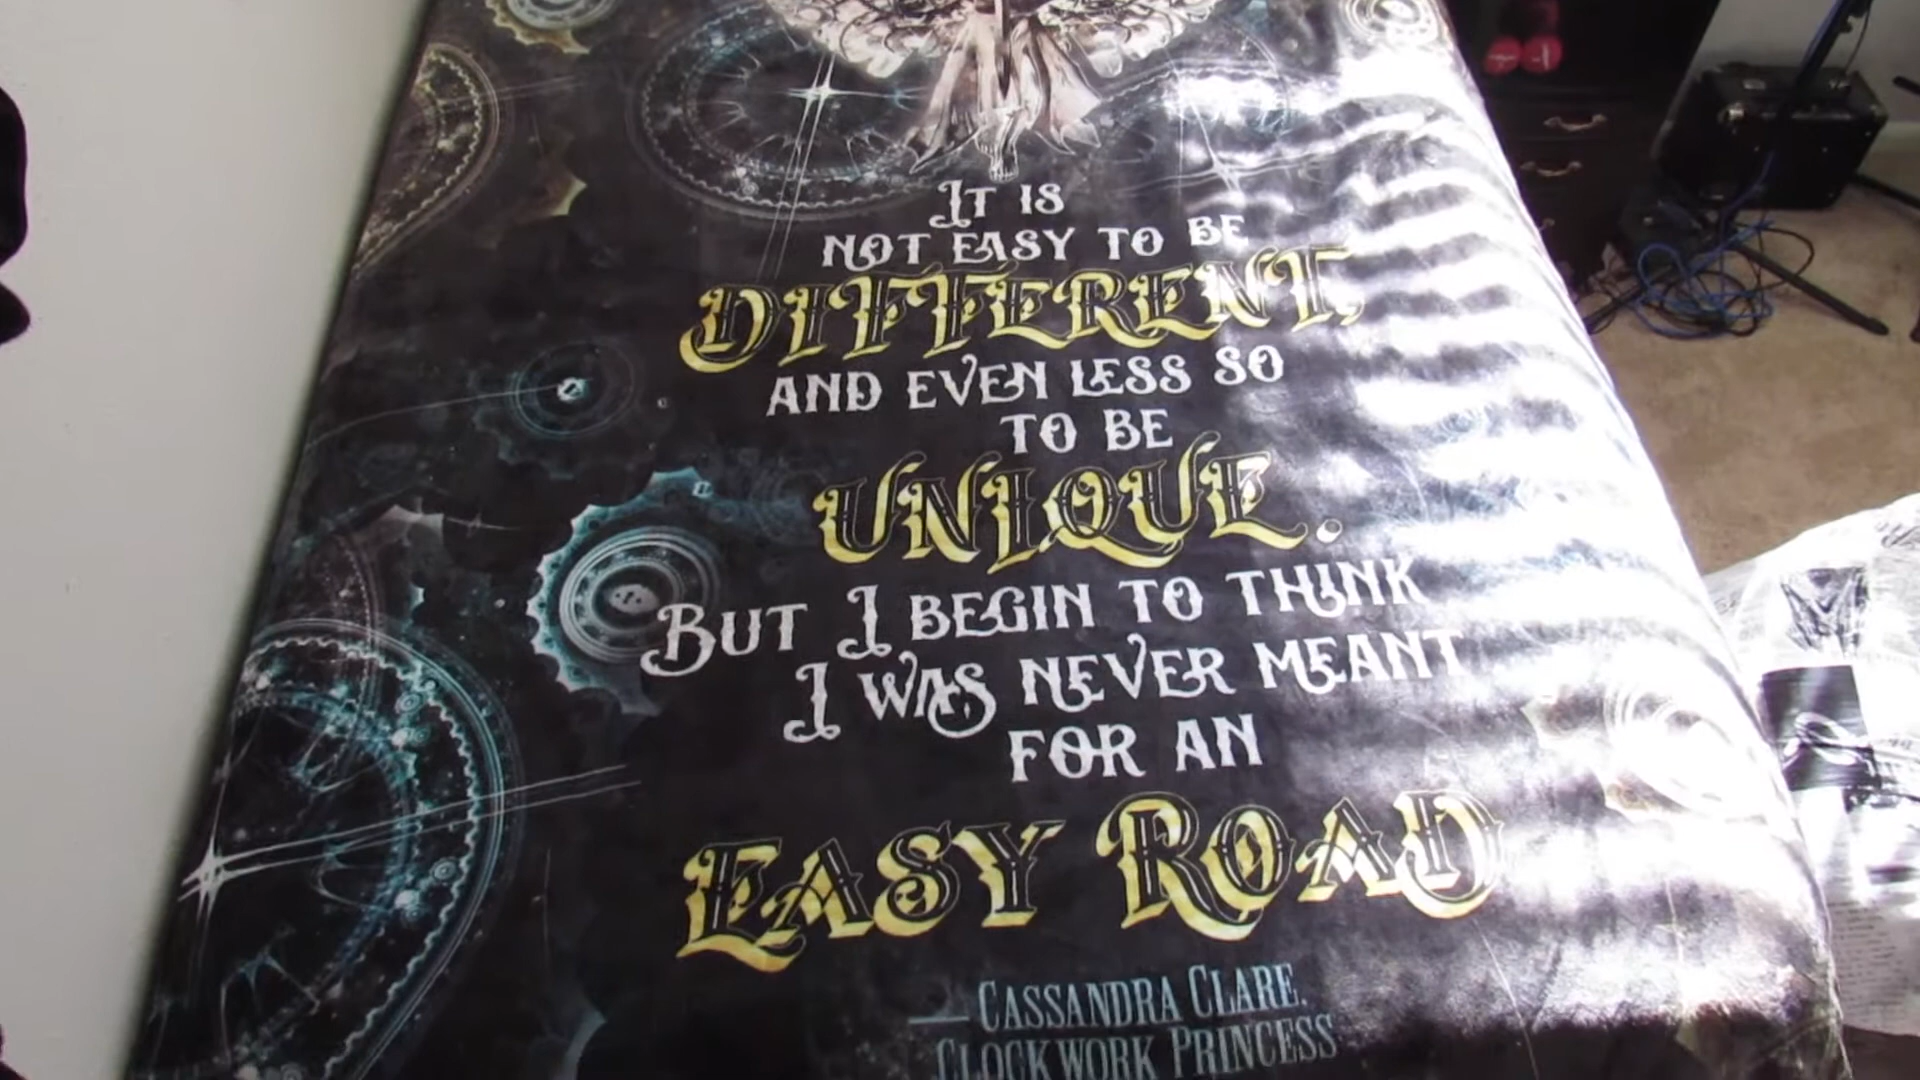 It is
not easy to be
Different,
and even less so
to be
Unique.
But I begin to think
I was never meant
for an
Easy Road
— Cassandra Clare,
Clockwork Princess